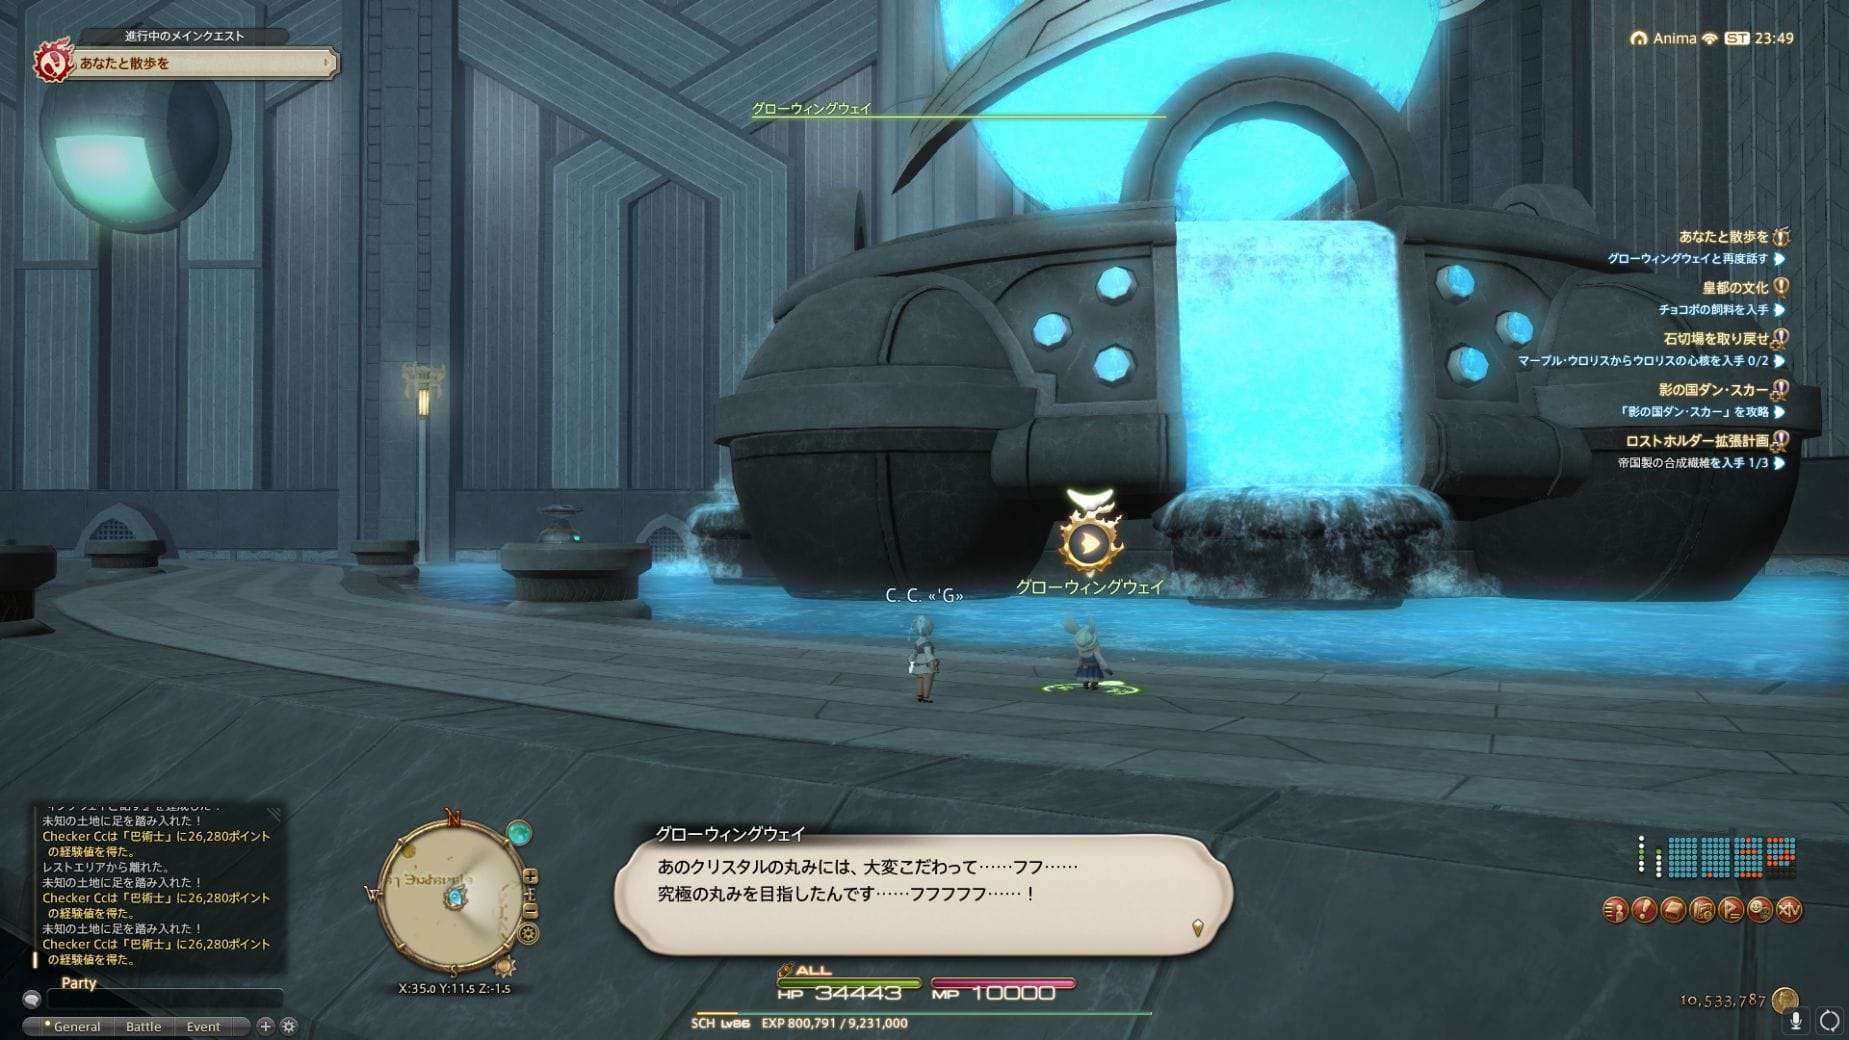 進行中のメインクエスト
あなたと散歩を
Anima ST 23:49
グローウィングウェイ
あなたと散歩を
グローウィングウェイと再度話す
皇都の文化
チョコボの飼料を入手
石切場を取り戻せ
マーブル・ウロリスからウロリスの心核を入手 0/2
影の国ダン・スカー
「影の国ダン・スカー」を攻略
ロストホルダー拡張計画
帝国製の合成繊維を入手 1/3
グローウィングウェイ
C. C. «'G»
未知の土地に足を踏み入れた！
Checker Ccは「巴術士」に26,280ポイント
の経験値を得た。
レストエリアから離れた。
未知の土地に足を踏み入れた！
Checker Ccは「巴術士」に26,280ポイント
の経験値を得た。
未知の土地に足を踏み入れた！
Checker Ccは「巴術士」に26,280ポイント
の経験値を得た。
Party
General Battle Event
N
W
S
X:35.0 Y:11.5 Z:-1.5
グローウィングウェイ
あのクリスタルの丸みには、大変こだわって……フフ……
究極の丸みを目指したんです……フフフフフ……！
ALL
HP 34443 MP 10000
SCH Lv86 EXP 800,791 / 9,231,000
XIV
10,533,787